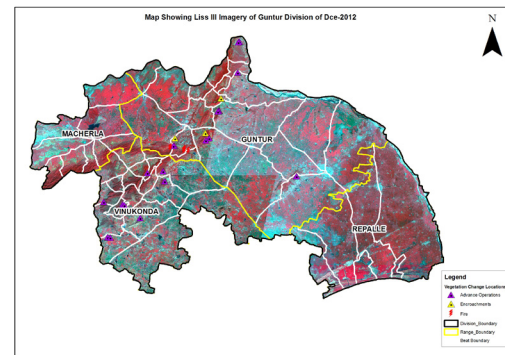 Map Showing Liss III Imagery of Guntur Division of Dce-2012
N
MACHERLA
GUNTUR
VINUKONDA
REPALLE
Legend
Vegetation Change Locations
Advance Operations
Encroachments
Fire
Division_Boundary
Range_Boundary
Beat Boundary